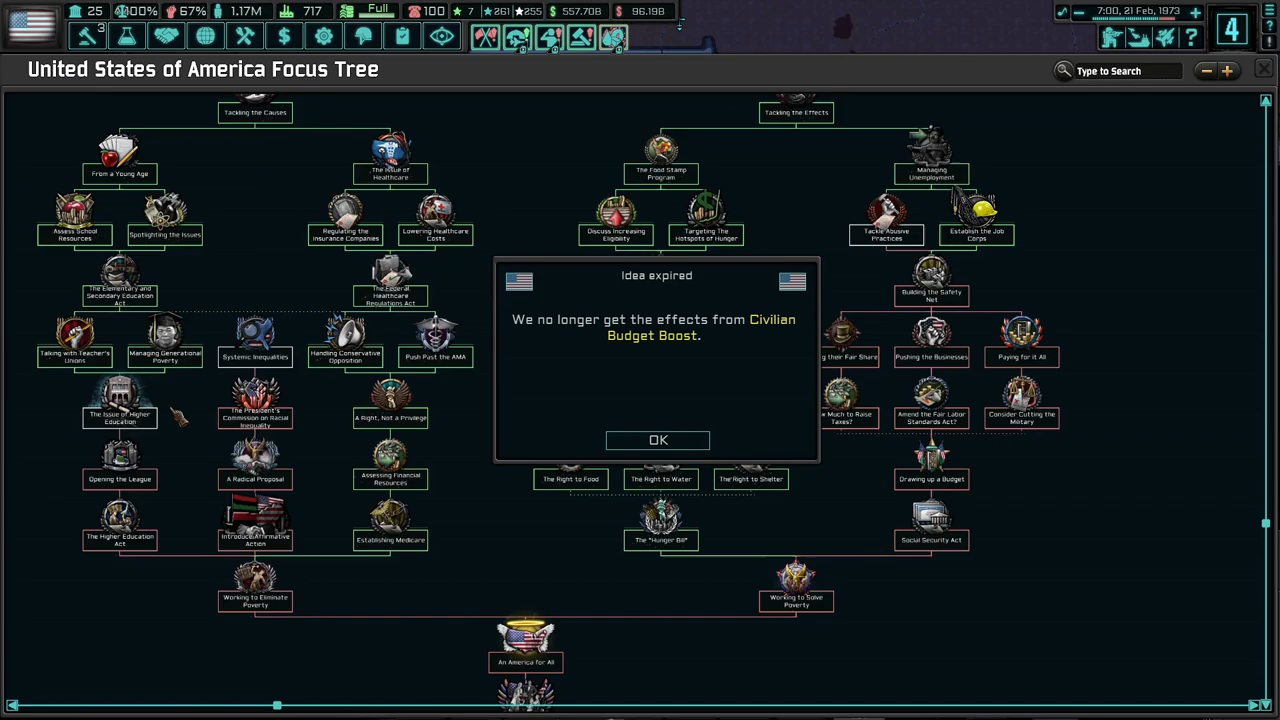 25
100%
67%
1.17M
717
Full
100
7
261
255
$ 557.70B
$ 96.19B
7:00, 21 Feb, 1973
4
3
United States of America Focus Tree
Type to Search
Tackling the Causes
Tackling the Effects
From a Young Age
The Issue of
Healthcare
The Food Stamp
Program
Managing
Unemployment
Assess School
Resources
Spotlighting the Issues
Regulating the
Insurance Companies
Lowering Healthcare
Costs
Discuss Increasing
Eligibility
Targeting The
Hotspots of Hunger
Tackle Abusive
Practices
Establish the Job
Corps
The Elementary and
Secondary Education
Act
The Federal
Healthcare
Regulations Act
Building the Safety
Net
Idea expired
We no longer get the effects from Civilian
Budget Boost.
OK
Talking with Teacher's
Unions
Managing Generational
Poverty
Systemic Inequalities
Handling Conservative
Opposition
Push Past the AMA
their Fair Share
Pushing the Businesses
Paying for it All
The Issue of Higher
Education
The President's
Commission on Racial
Inequality
A Right, Not a Privilege
Much to Raise
Taxes?
Amend the Fair Labor
Standards Act?
Consider Cutting the
Military
Opening the League
A Radical Proposal
Assessing Financial
Resources
The Right to Food
The Right to Water
The Right to Shelter
Drawing up a Budget
The Higher Education
Act
Introduce Affirmative
Action
Establishing Medicare
The "Hunger Bill"
Social Security Act
Working to Eliminate
Poverty
Working to Solve
Poverty
An America for All